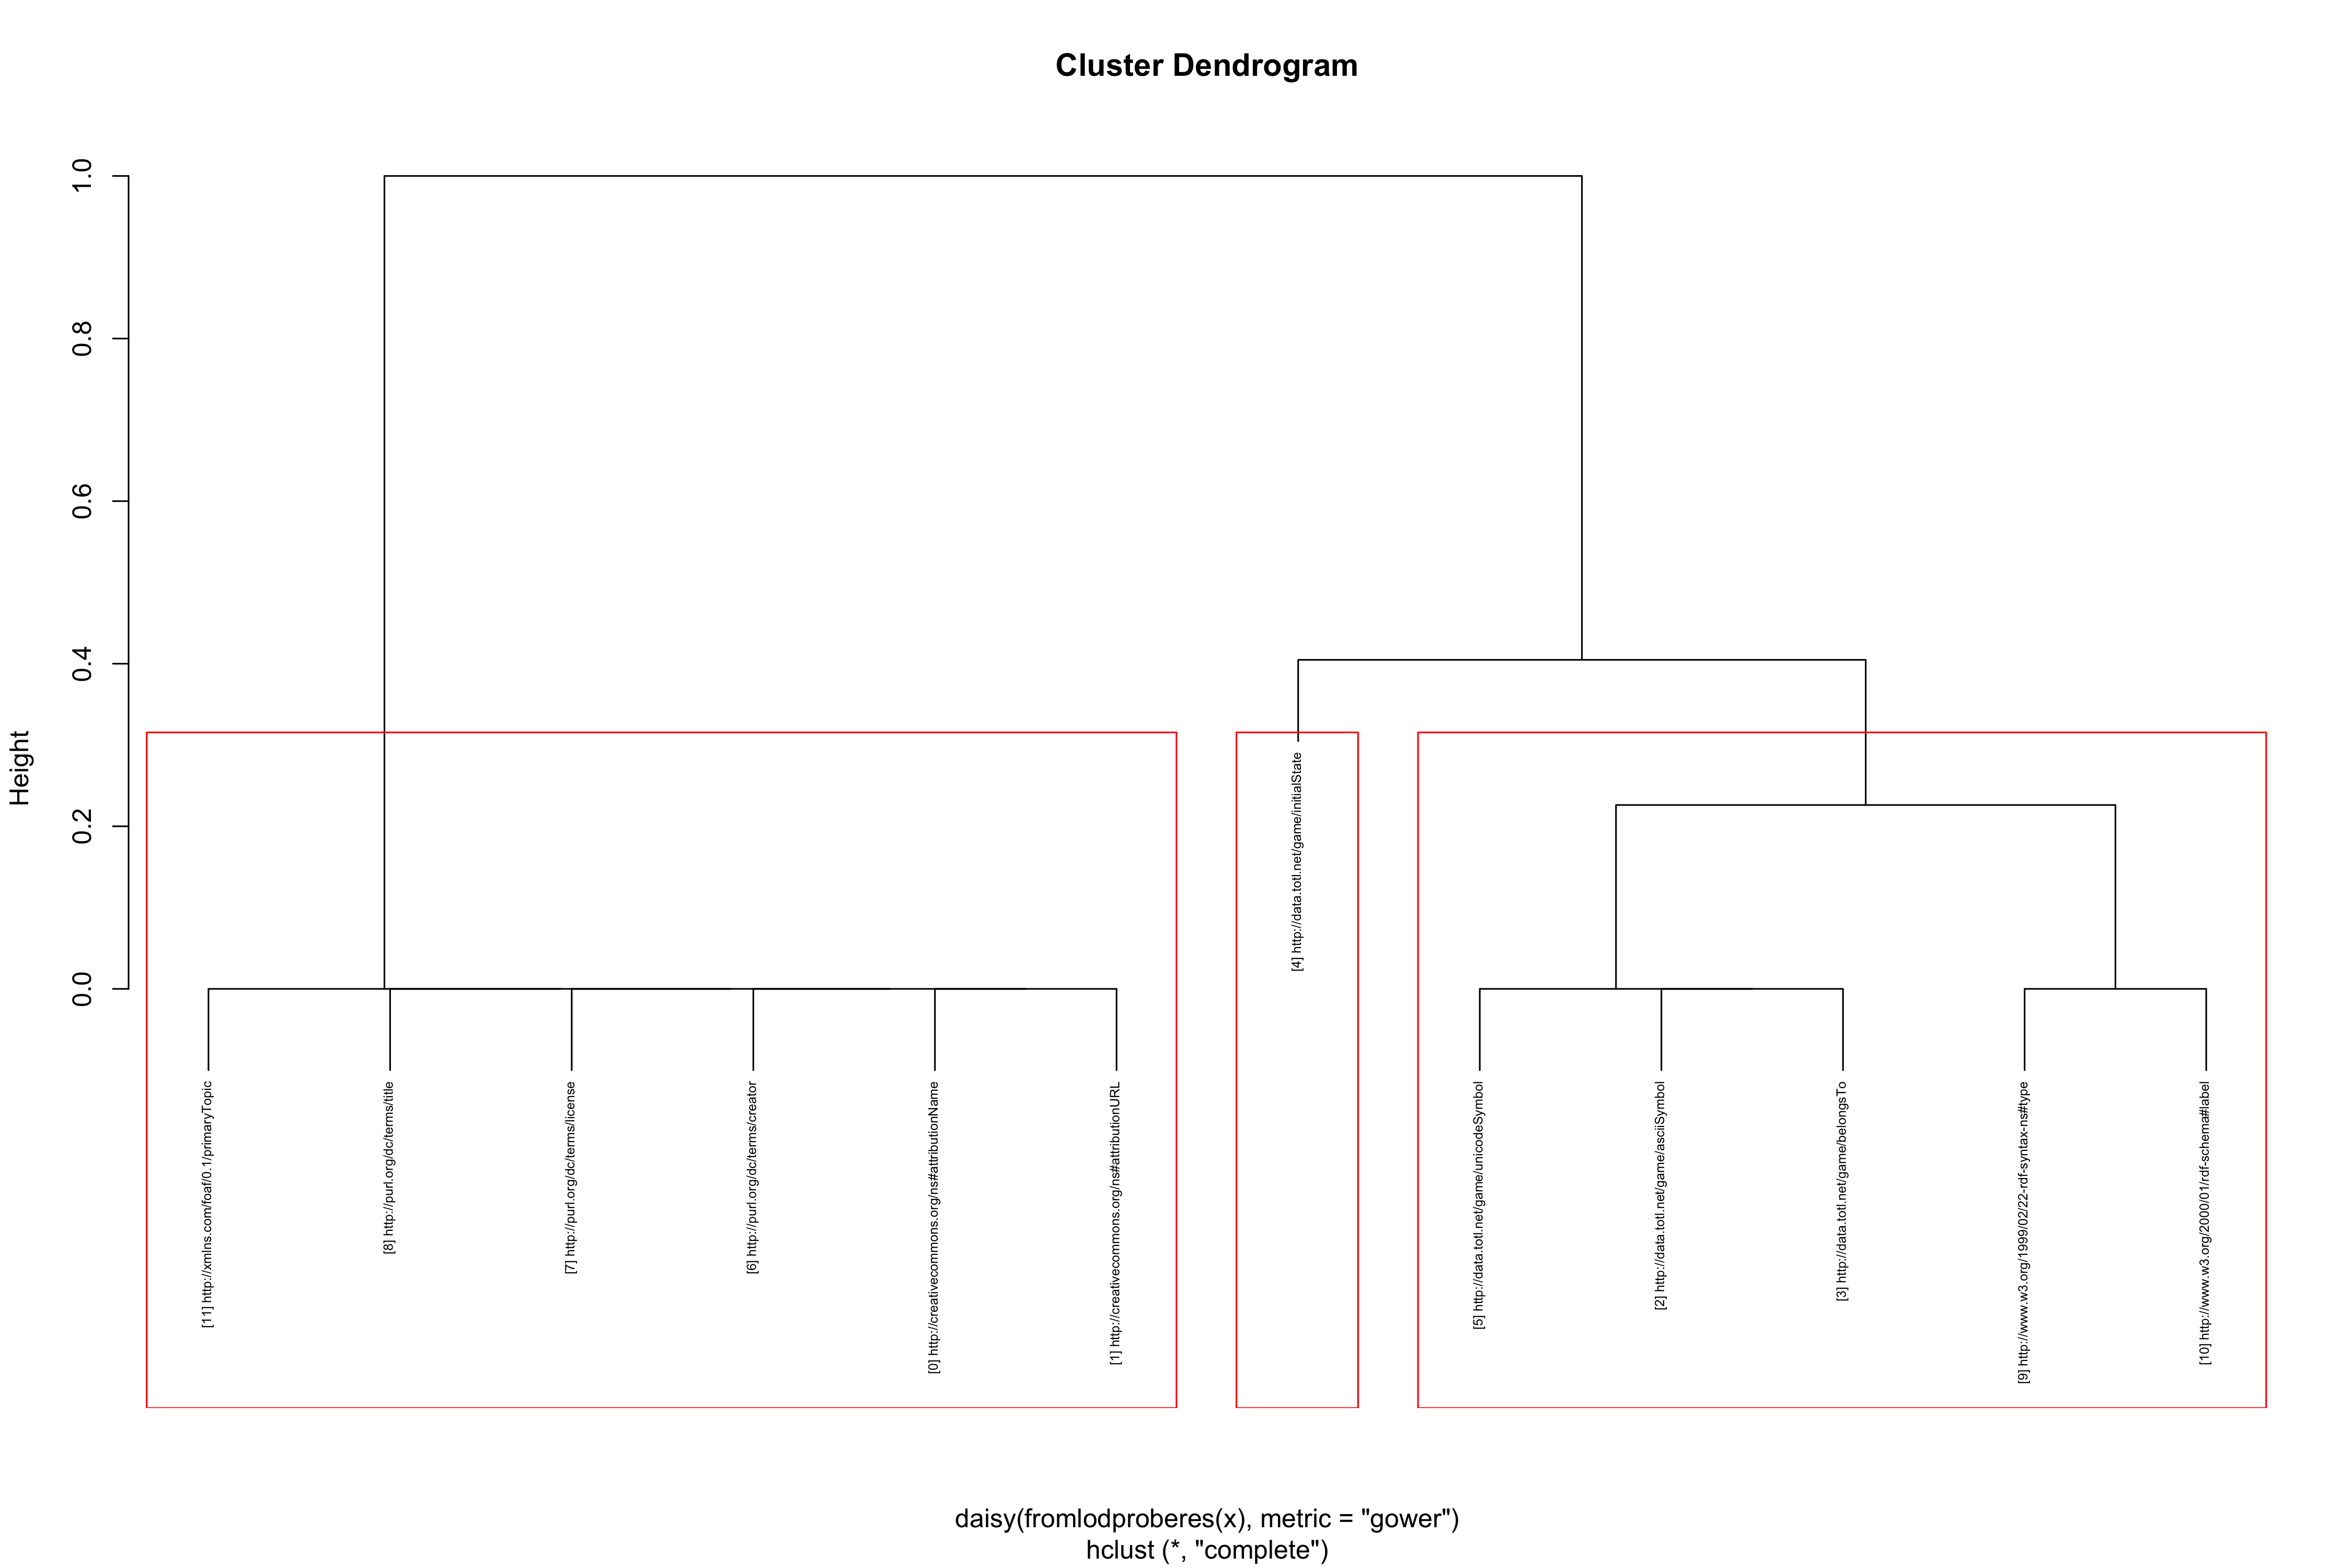 Cluster Dendrogram
Height
1.0
0.8
0.6
0.4
0.2
0.0
[11] http://xmlns.com/foaf/0.1/primaryTopic
[8] http://purl.org/dc/terms/title
[7] http://purl.org/dc/terms/license
[6] http://purl.org/dc/terms/creator
[0] http://creativecommons.org/ns#attributionName
[1] http://creativecommons.org/ns#attributionURL
[4] http://data.totl.net/game/initialState
[5] http://data.totl.net/game/unicodeSymbol
[2] http://data.totl.net/game/asciiSymbol
[3] http://data.totl.net/game/belongsTo
[9] http://www.w3.org/1999/02/22-rdf-syntax-ns#type
[10] http://www.w3.org/2000/01/rdf-schema#label
daisy(fromlodproberes(x), metric = "gower")
hclust (*, "complete")